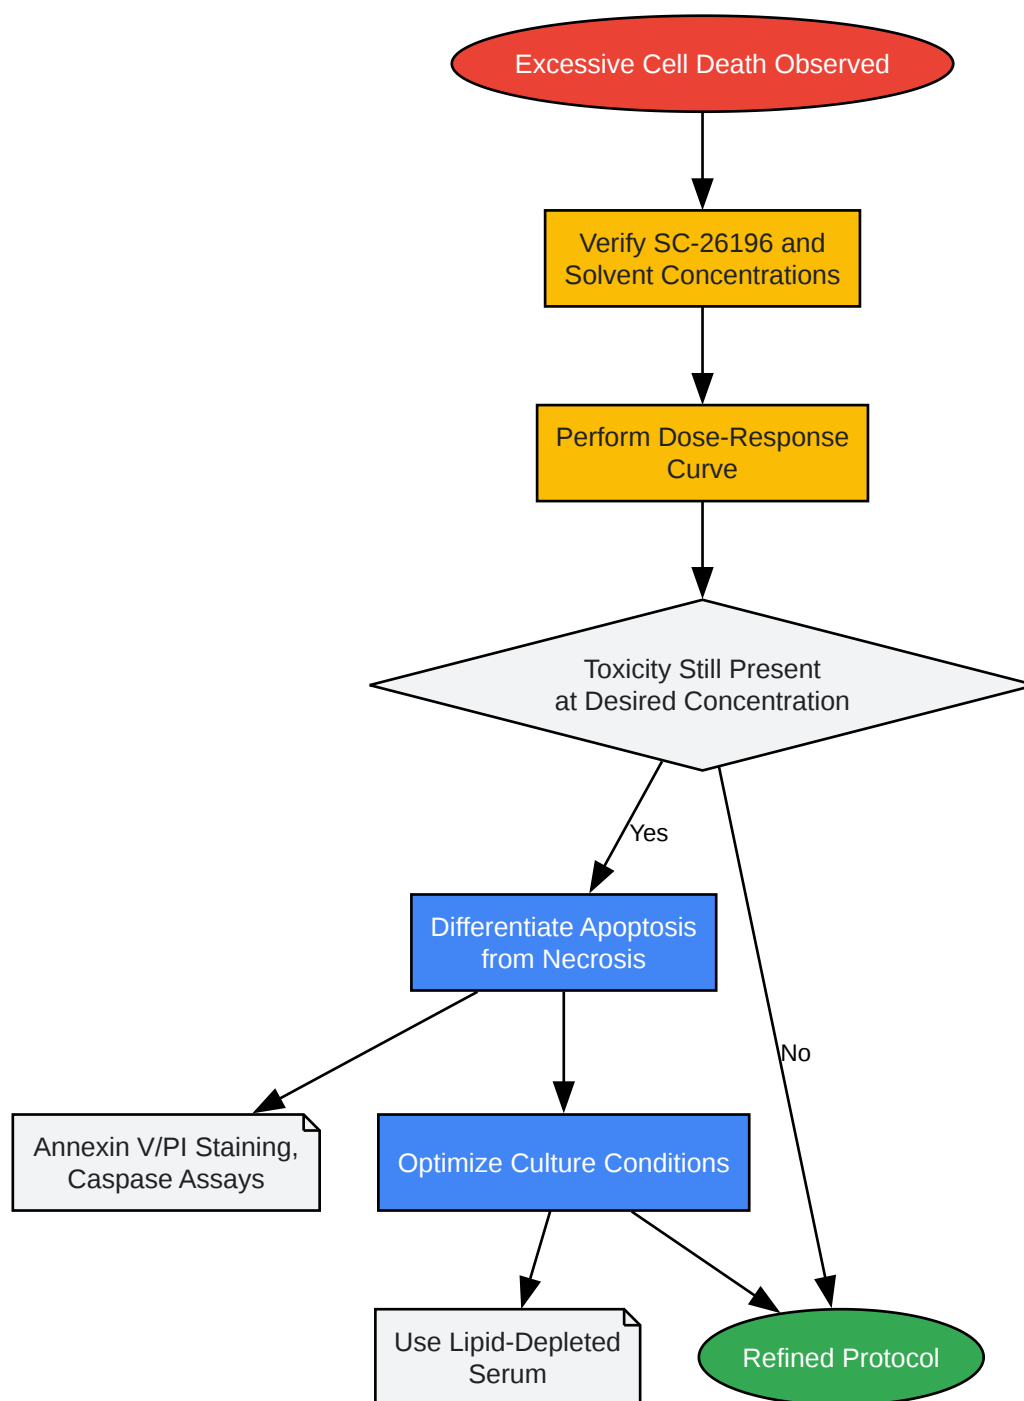 Excessive Cell Death Observed
Verify SC-26196 and
Solvent Concentrations
Perform Dose-Response
Curve
Toxicity Still Present
at Desired Concentration
Yes
Differentiate Apoptosis
from Necrosis
No
Annexin V/PI Staining,
Caspase Assays
Optimize Culture Conditions
Use Lipid-Depleted
Serum
Refined Protocol